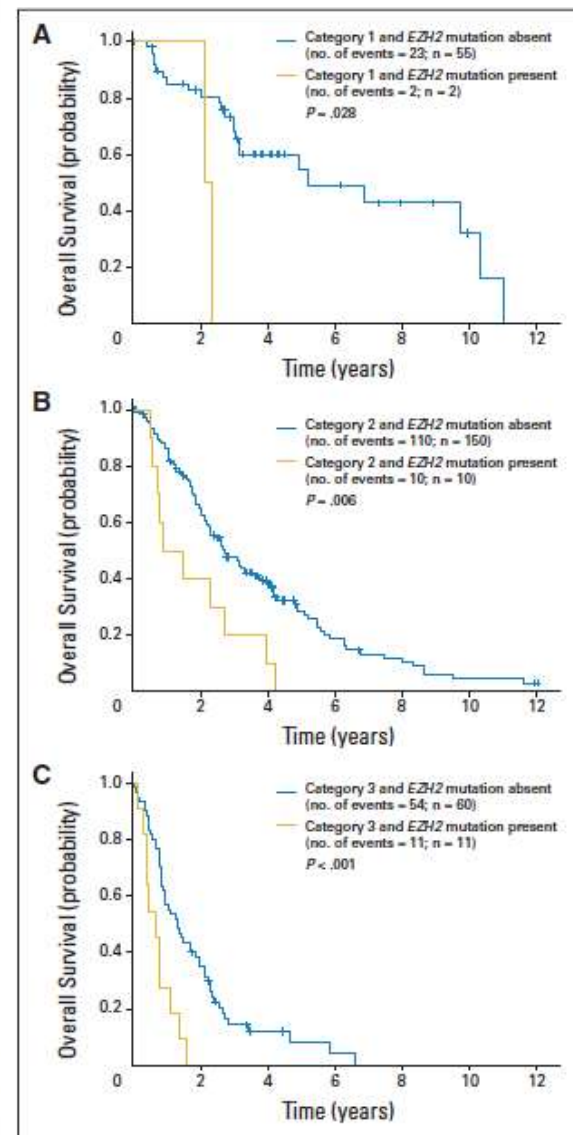 A
Category 1 and EZH2 mutation absent
(no. of events = 23; n = 55)
Category 1 and EZH2 mutation present
(no. of events = 2; n = 2)
P = .028
Overall Survival (probability)
1.0
0.8
0.6
0.4
0.2
0 2 4 6 8 10 12
Time (years)
B
Category 2 and EZH2 mutation absent
(no. of events = 110; n = 150)
Category 2 and EZH2 mutation present
(no. of events = 10; n = 10)
P = .006
Overall Survival (probability)
1.0
0.8
0.6
0.4
0.2
0 2 4 6 8 10 12
Time (years)
C
Category 3 and EZH2 mutation absent
(no. of events = 54; n = 60)
Category 3 and EZH2 mutation present
(no. of events = 11; n = 11)
P < .001
Overall Survival (probability)
1.0
0.8
0.6
0.4
0.2
0 2 4 6 8 10 12
Time (years)